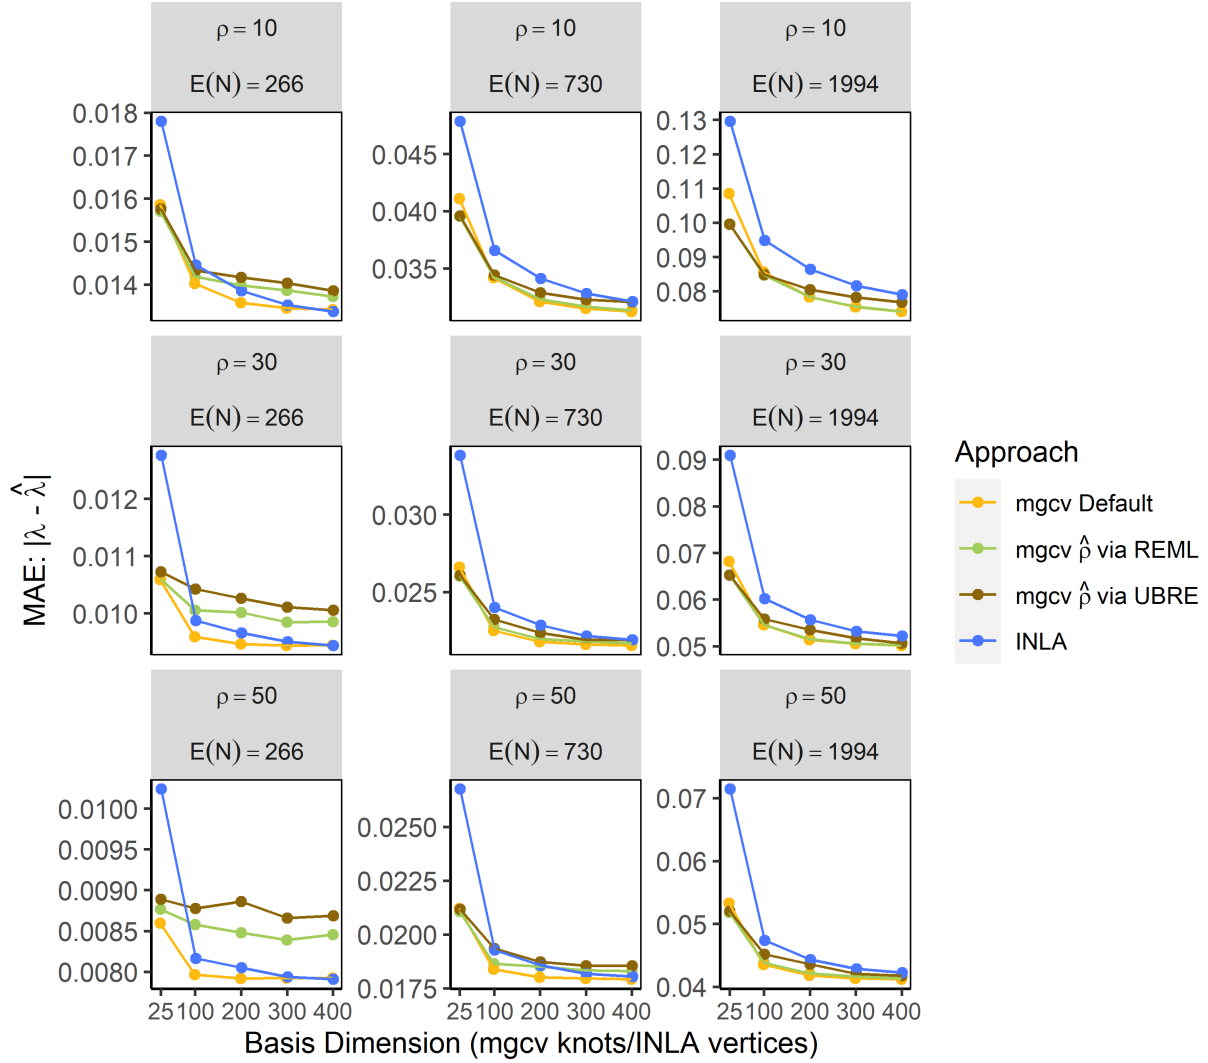 ρ = 10
E(N) = 266
ρ = 10
E(N) = 730
ρ = 10
E(N) = 1994
0.018
0.017
0.016
0.015
0.014
0.045
0.040
0.035
0.13
0.12
0.11
0.10
0.09
0.08
ρ = 30
E(N) = 266
ρ = 30
E(N) = 730
ρ = 30
E(N) = 1994
0.012
0.011
0.010
0.030
0.025
0.09
0.08
0.07
0.06
0.05
ρ = 50
E(N) = 266
ρ = 50
E(N) = 730
ρ = 50
E(N) = 1994
0.0100
0.0095
0.0090
0.0085
0.0080
0.0250
0.0225
0.0200
0.0175
0.07
0.06
0.05
0.04
25 100 200 300 400
25 100 200 300 400
25 100 200 300 400
Basis Dimension (mgcv knots/INLA vertices)
MAE: |λ - λ̂|
Approach
mgcv Default
mgcv ρ̂ via REML
mgcv ρ̂ via UBRE
INLA